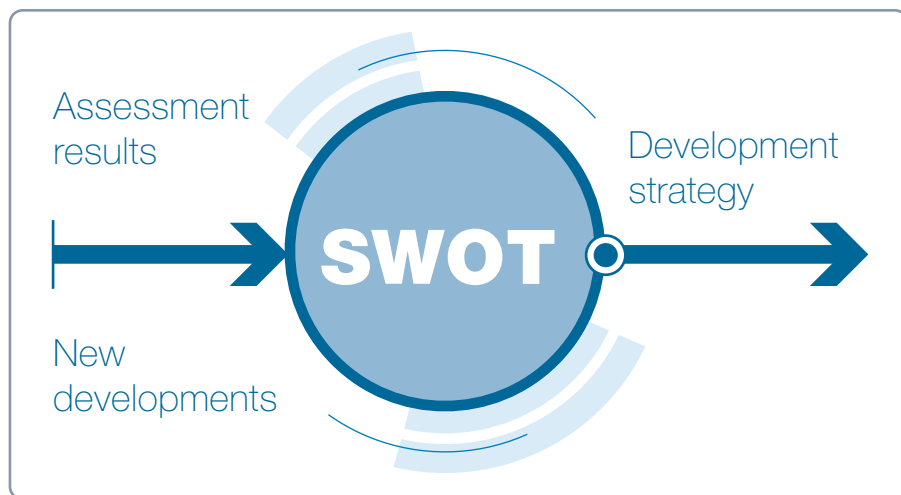 Assessment
results
New
developments
SWOT
Development
strategy